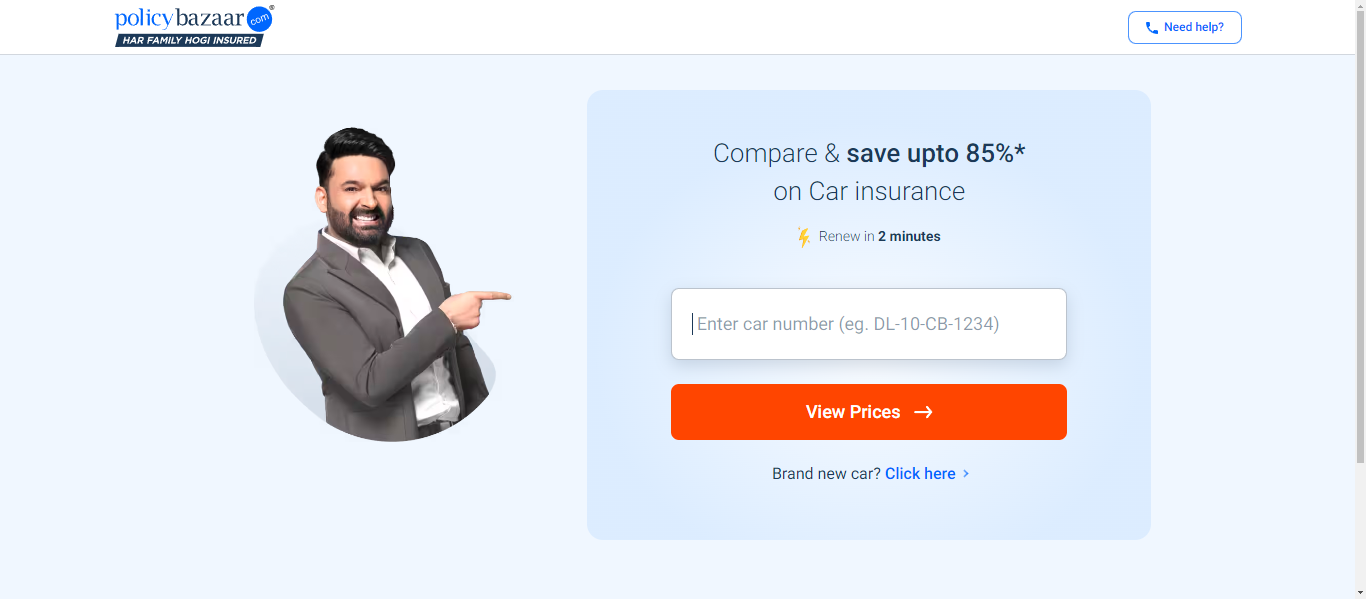 policybazaar.com®
HAR FAMILY HOGI INSURED
Need help?
Compare & save upto 85%*
on Car insurance
Renew in 2 minutes
Enter car number (eg. DL-10-CB-1234)
View Prices →
Brand new car? Click here >